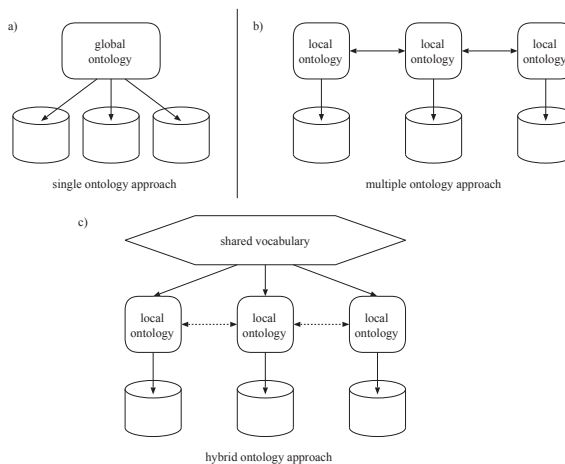 a)
global
ontology
single ontology approach
b)
local
ontology
local
ontology
local
ontology
multiple ontology approach
c)
shared vocabulary
local
ontology
local
ontology
local
ontology
hybrid ontology approach